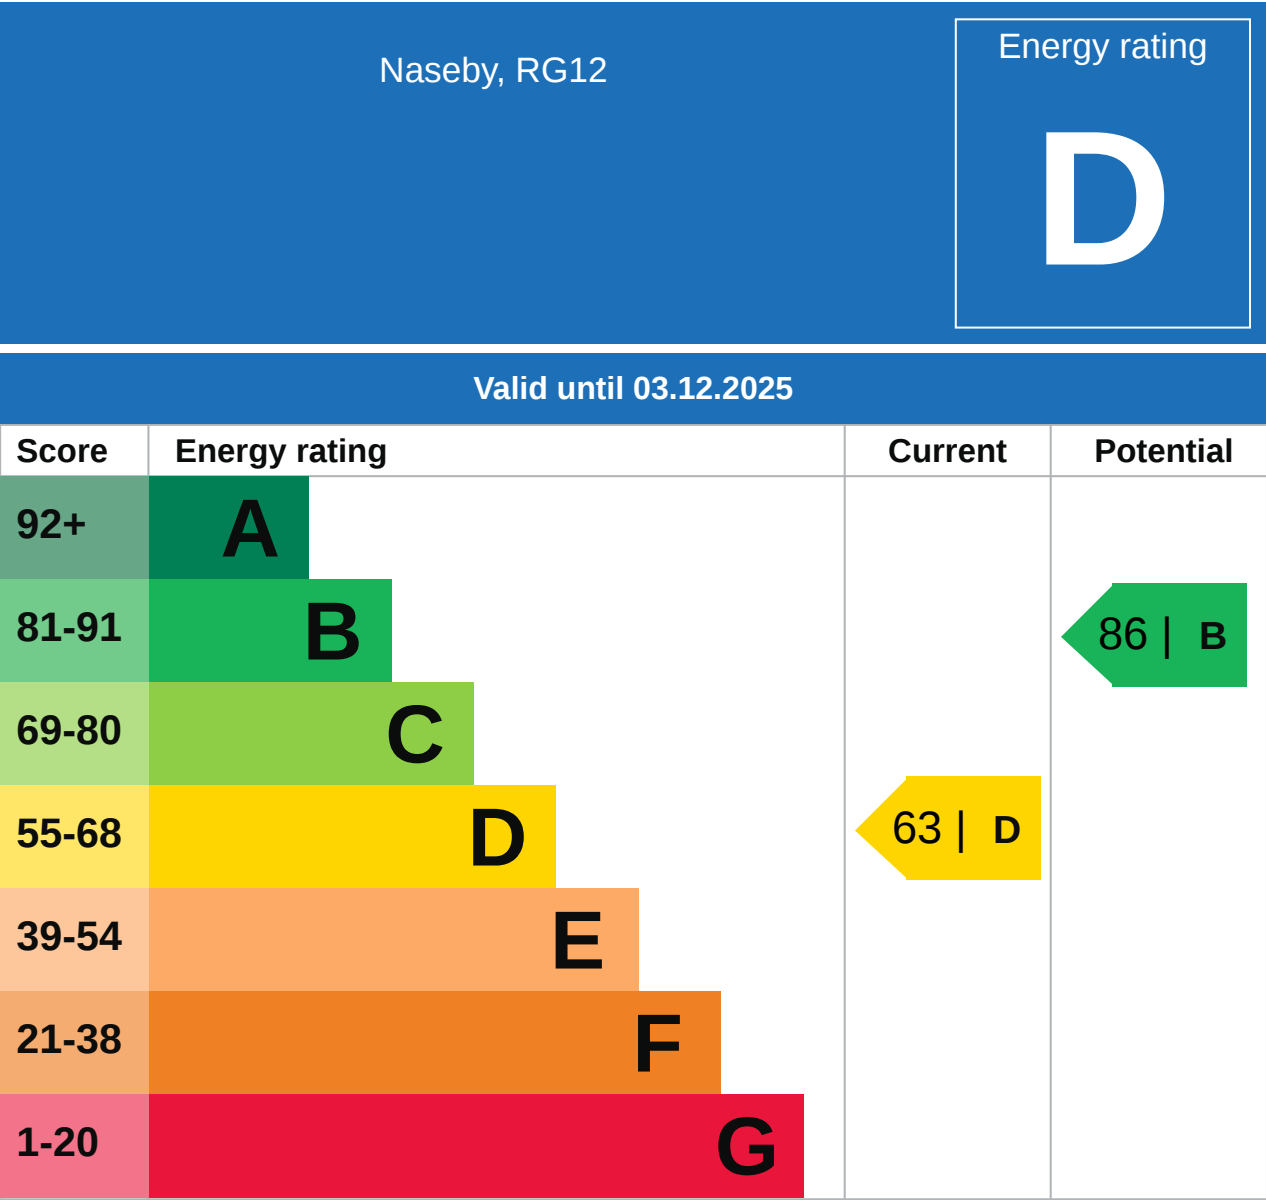 Naseby, RG12
Energy rating
D
Valid until 03.12.2025
Score Energy rating Current Potential
92+ A
81-91 B 86 | B
69-80 C
55-68 D 63 | D
39-54 E
21-38 F
1-20 G